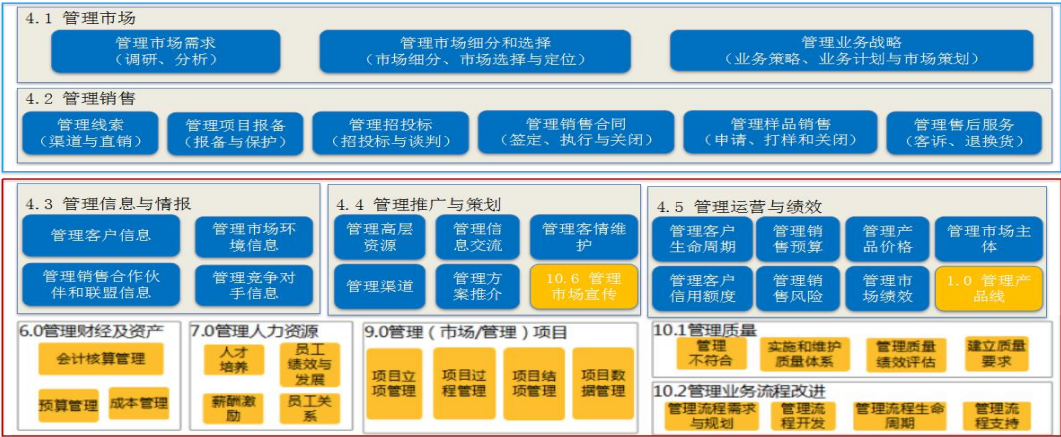 4.1 管理市场
管理市场需求
（调研、分析）
管理市场细分和选择
（市场细分、市场选择与定位）
管理业务战略
（业务策略、业务计划与市场策划）
4.2 管理销售
管理线索
（渠道与直销）
管理项目报备
（报备与保护）
管理招投标
（招投标与谈判）
管理销售合同
（签定、执行与关闭）
管理样品销售
（申请、打样和关闭）
管理售后服务
（客诉、退换货）
4.3 管理信息与情报
管理客户信息
管理市场环
境信息
管理销售合作伙
伴和联盟信息
管理竞争对
手信息
4.4 管理推广与策划
管理高层
资源
管理信
息交流
管理客情维
护
管理渠道
管理方
案推介
10.6 管理
市场宣传
4.5 管理运营与绩效
管理客户
生命周期
管理销
售预算
管理产
品价格
管理市场主
体
管理客户
信用额度
管理销
售风险
管理市
场绩效
1.0 管理产
品线
6.0管理财经及资产
会计核算管理
预算管理
成本管理
7.0管理人力资源
人才
培养
员工
绩效与
发展
薪酬激
励
员工关
系
9.0管理（市场/管理）项目
项目立
项管理
项目过
程管理
项目结
项管理
项目数
据管理
10.1管理质量
管理
不符合
实施和维护
质量体系
管理质量
绩效评估
建立质量
要求
10.2管理业务流程改进
管理流程需求
与规划
管理流
程开发
管理流程生命
周期
管理流
程支持